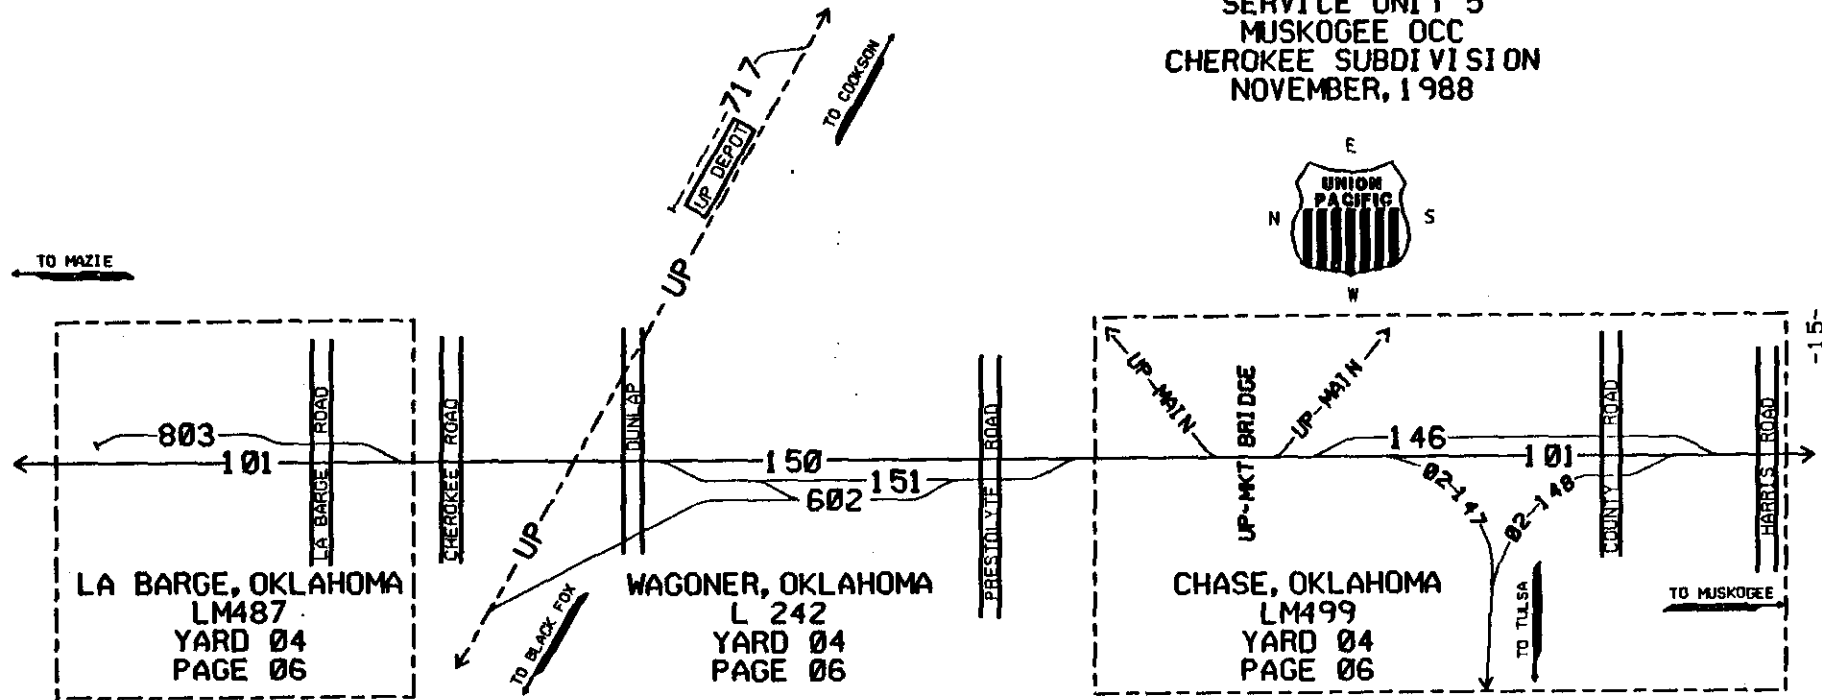 SERVICE UNIT 5
MUSKOGEE OCC
CHEROKEE SUBDIVISION
NOVEMBER, 1988
E
UNION
PACIFIC
N
S
W
717
UP DEPOT
TO COOKSON
TO MAZIE
UP
-15-
803
101
LA BARGE ROAD
CHEROKEE ROAD
UP
DUNLAP
150
151
602
PRESTOLYTE ROAD
UP-MAIN
UP-MKT BRIDGE
UP-MAIN
146
101
02-147
02-148
COUNTY ROAD
HARRIS ROAD
LA BARGE, OKLAHOMA
LM487
YARD 04
PAGE 06
TO BLACK FOX
WAGONER, OKLAHOMA
L 242
YARD 04
PAGE 06
CHASE, OKLAHOMA
LM499
YARD 04
PAGE 06
TO TULSA
TO MUSKOGEE